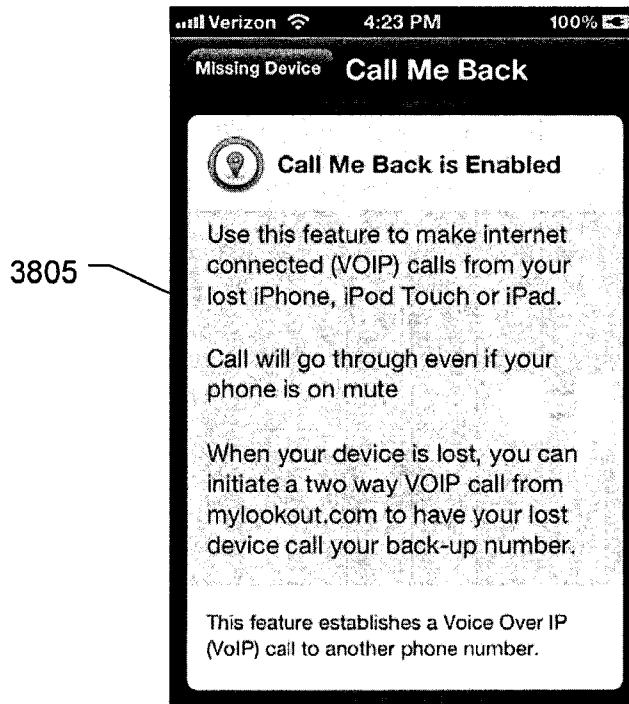 Verizon 4:23 PM 100%
Missing Device Call Me Back
Call Me Back is Enabled
Use this feature to make internet
connected (VOIP) calls from your
lost iPhone, iPod Touch or iPad.
3805
Call will go through even if your
phone is on mute
When your device is lost, you can
initiate a two way VOIP call from
mylookout.com to have your lost
device call your back-up number.
This feature establishes a Voice Over IP
(VoIP) call to another phone number.